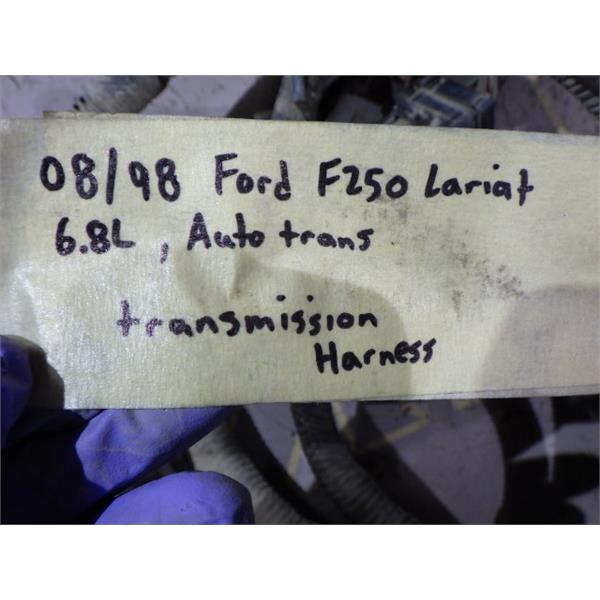 08/98 Ford F250 Lariat
6.8L, Auto trans
transmission
Harness